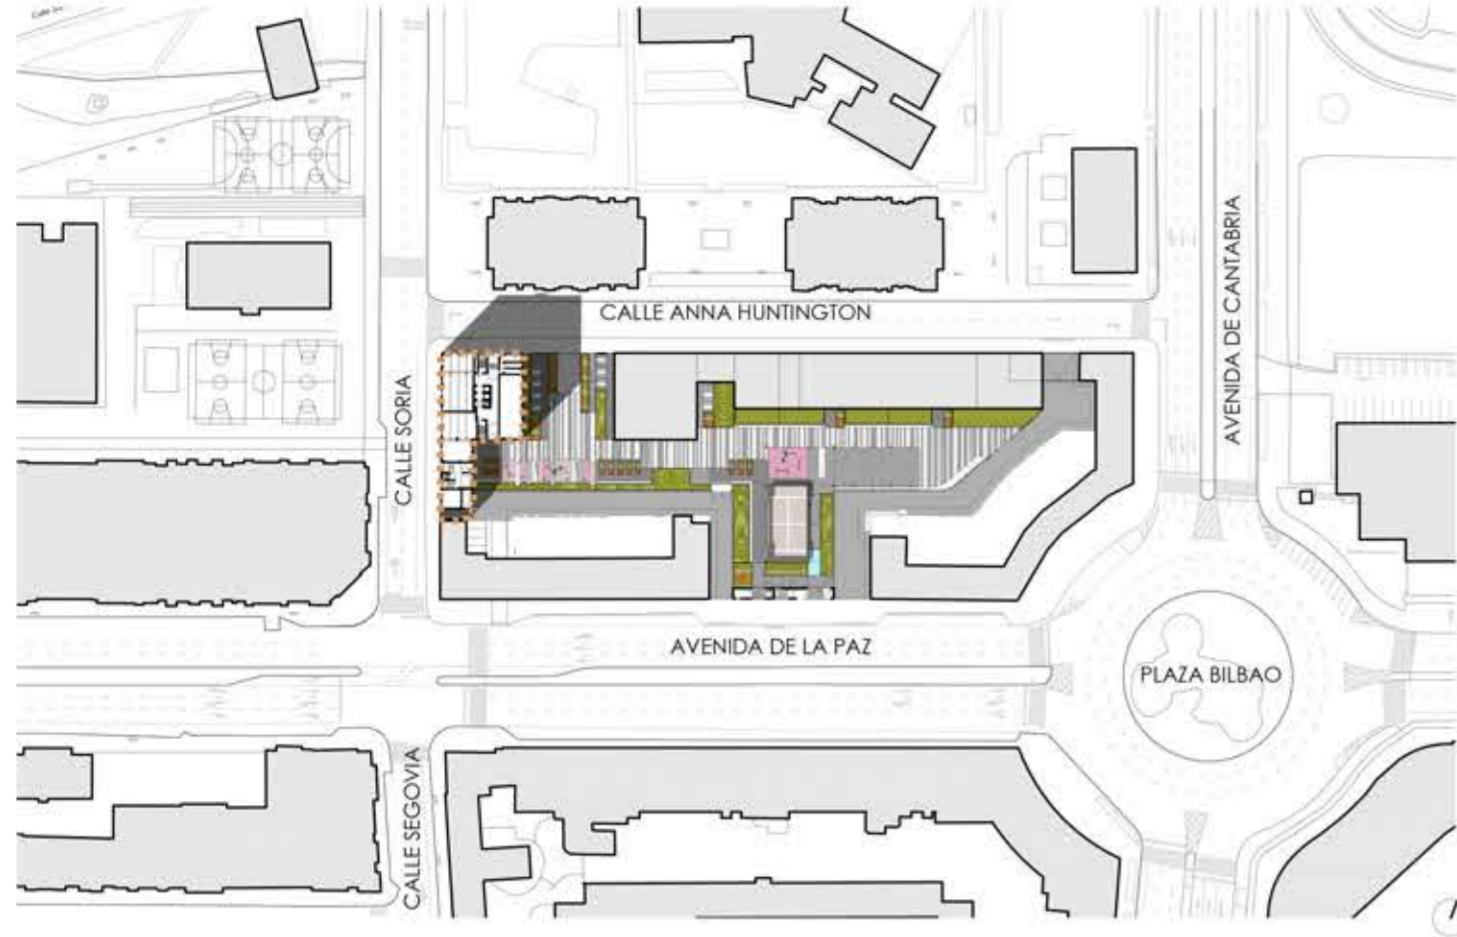 CALLE ANNA HUNTINGTON
AVENIDA DE CANTABRIA
CALLE SORIA
AVENIDA DE LA PAZ
PLAZA BILBAO
CALLE SEGOVIA